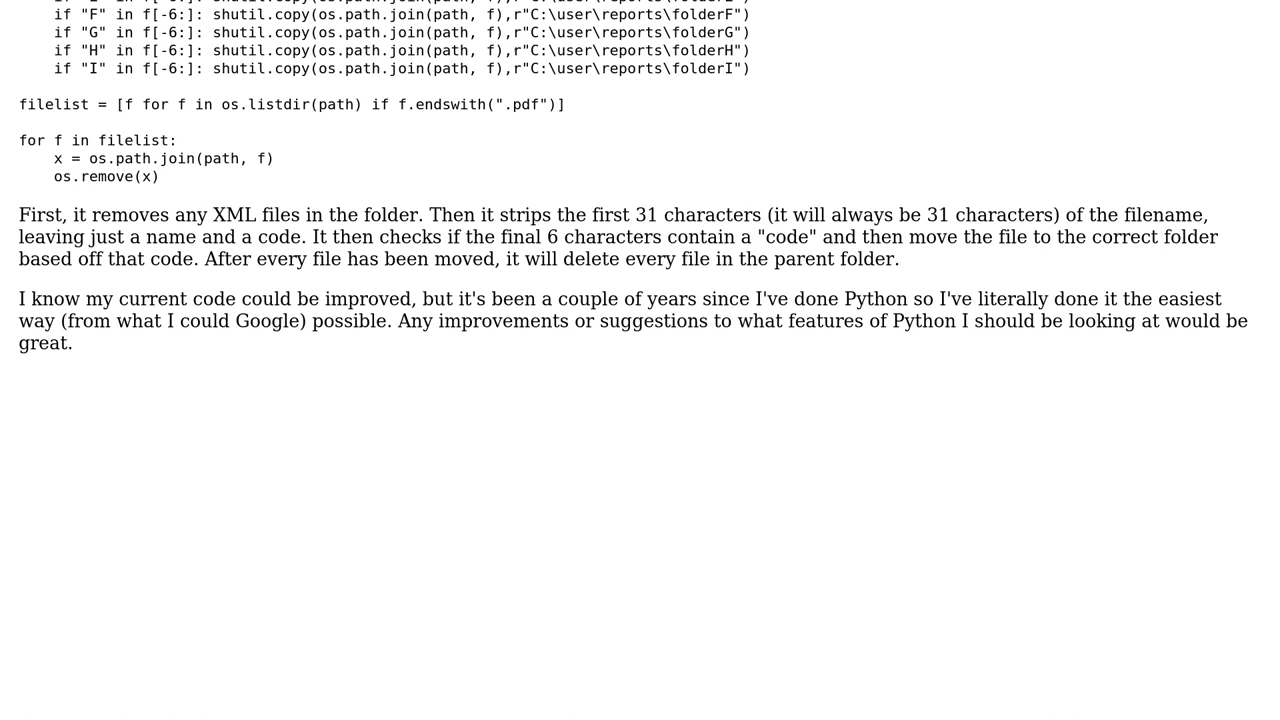 if "F" in f[-6:]: shutil.copy(os.path.join(path, f),r"C:\user\reports\folderF")
if "G" in f[-6:]: shutil.copy(os.path.join(path, f),r"C:\user\reports\folderG")
if "H" in f[-6:]: shutil.copy(os.path.join(path, f),r"C:\user\reports\folderH")
if "I" in f[-6:]: shutil.copy(os.path.join(path, f),r"C:\user\reports\folderI")
filelist = [f for f in os.listdir(path) if f.endswith(".pdf")]
for f in filelist:
x = os.path.join(path, f)
os.remove(x)
First, it removes any XML files in the folder. Then it strips the first 31 characters (it will always be 31 characters) of the filename,
leaving just a name and a code. It then checks if the final 6 characters contain a "code" and then move the file to the correct folder
based off that code. After every file has been moved, it will delete every file in the parent folder.
I know my current code could be improved, but it's been a couple of years since I've done Python so I've literally done it the easiest
way (from what I could Google) possible. Any improvements or suggestions to what features of Python I should be looking at would be
great.